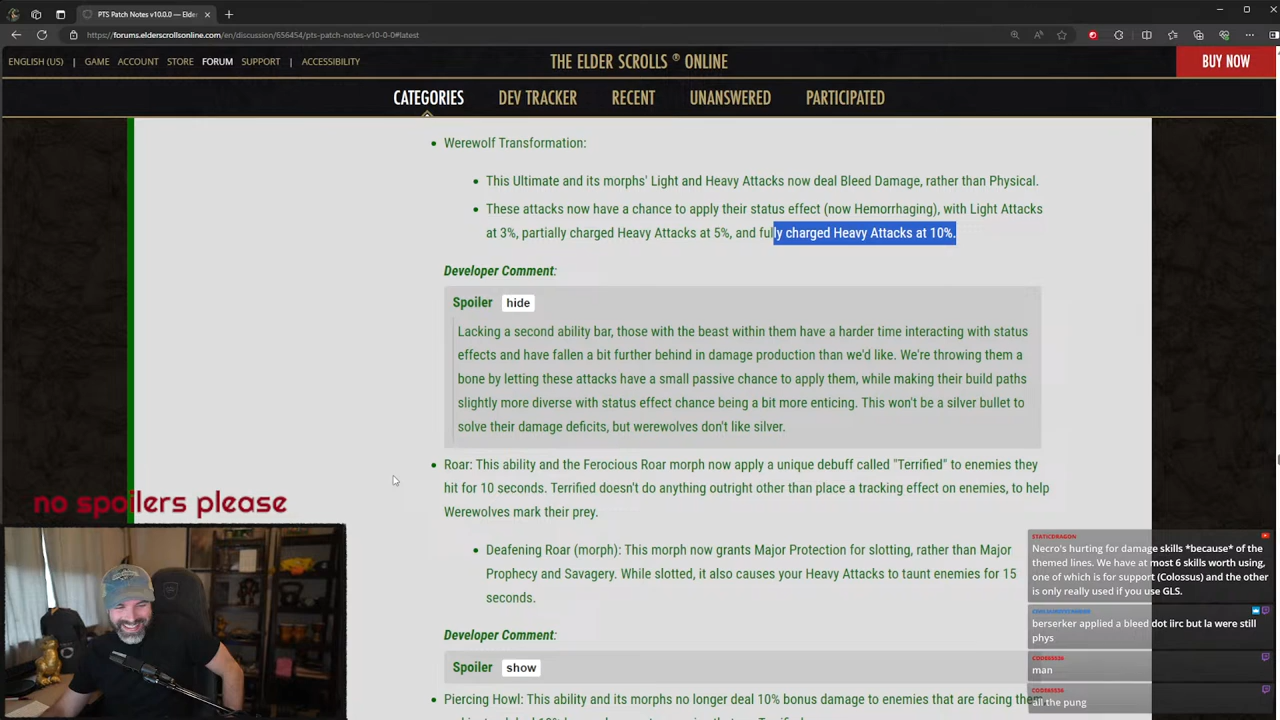 PTS Patch Notes v10.0.0 — Elder
https://forums.elderscrollsonline.com/en/discussion/656454/pts-patch-notes-v10-0-0#latest
ENGLISH (US) | GAME ACCOUNT STORE FORUM SUPPORT | ACCESSIBILITY
THE ELDER SCROLLS ® ONLINE
BUY NOW
CATEGORIES DEV TRACKER RECENT UNANSWERED PARTICIPATED
• Werewolf Transformation:
• This Ultimate and its morphs' Light and Heavy Attacks now deal Bleed Damage, rather than Physical.
• These attacks now have a chance to apply their status effect (now Hemorrhaging), with Light Attacks
at 3%, partially charged Heavy Attacks at 5%, and fully charged Heavy Attacks at 10%.
Developer Comment:
Spoiler hide
Lacking a second ability bar, those with the beast within them have a harder time interacting with status
effects and have fallen a bit further behind in damage production than we'd like. We're throwing them a
bone by letting these attacks have a small passive chance to apply them, while making their build paths
slightly more diverse with status effect chance being a bit more enticing. This won't be a silver bullet to
solve their damage deficits, but werewolves don't like silver.
• Roar: This ability and the Ferocious Roar morph now apply a unique debuff called "Terrified" to enemies they
hit for 10 seconds. Terrified doesn't do anything outright other than place a tracking effect on enemies, to help
Werewolves mark their prey.
• Deafening Roar (morph): This morph now grants Major Protection for slotting, rather than Major
Prophecy and Savagery. While slotted, it also causes your Heavy Attacks to taunt enemies for 15
seconds.
Developer Comment:
Spoiler show
• Piercing Howl: This ability and its morphs no longer deal 10% bonus damage to enemies that are facing them
no spoilers please
STATICDRAGON
Necro's hurting for damage skills *because* of the
themed lines. We have at most 6 skills worth using,
one of which is for support (Colossus) and the other
is only really used if you use GLS.
berserker applied a bleed dot iirc but la were still
phys
man
all the pung